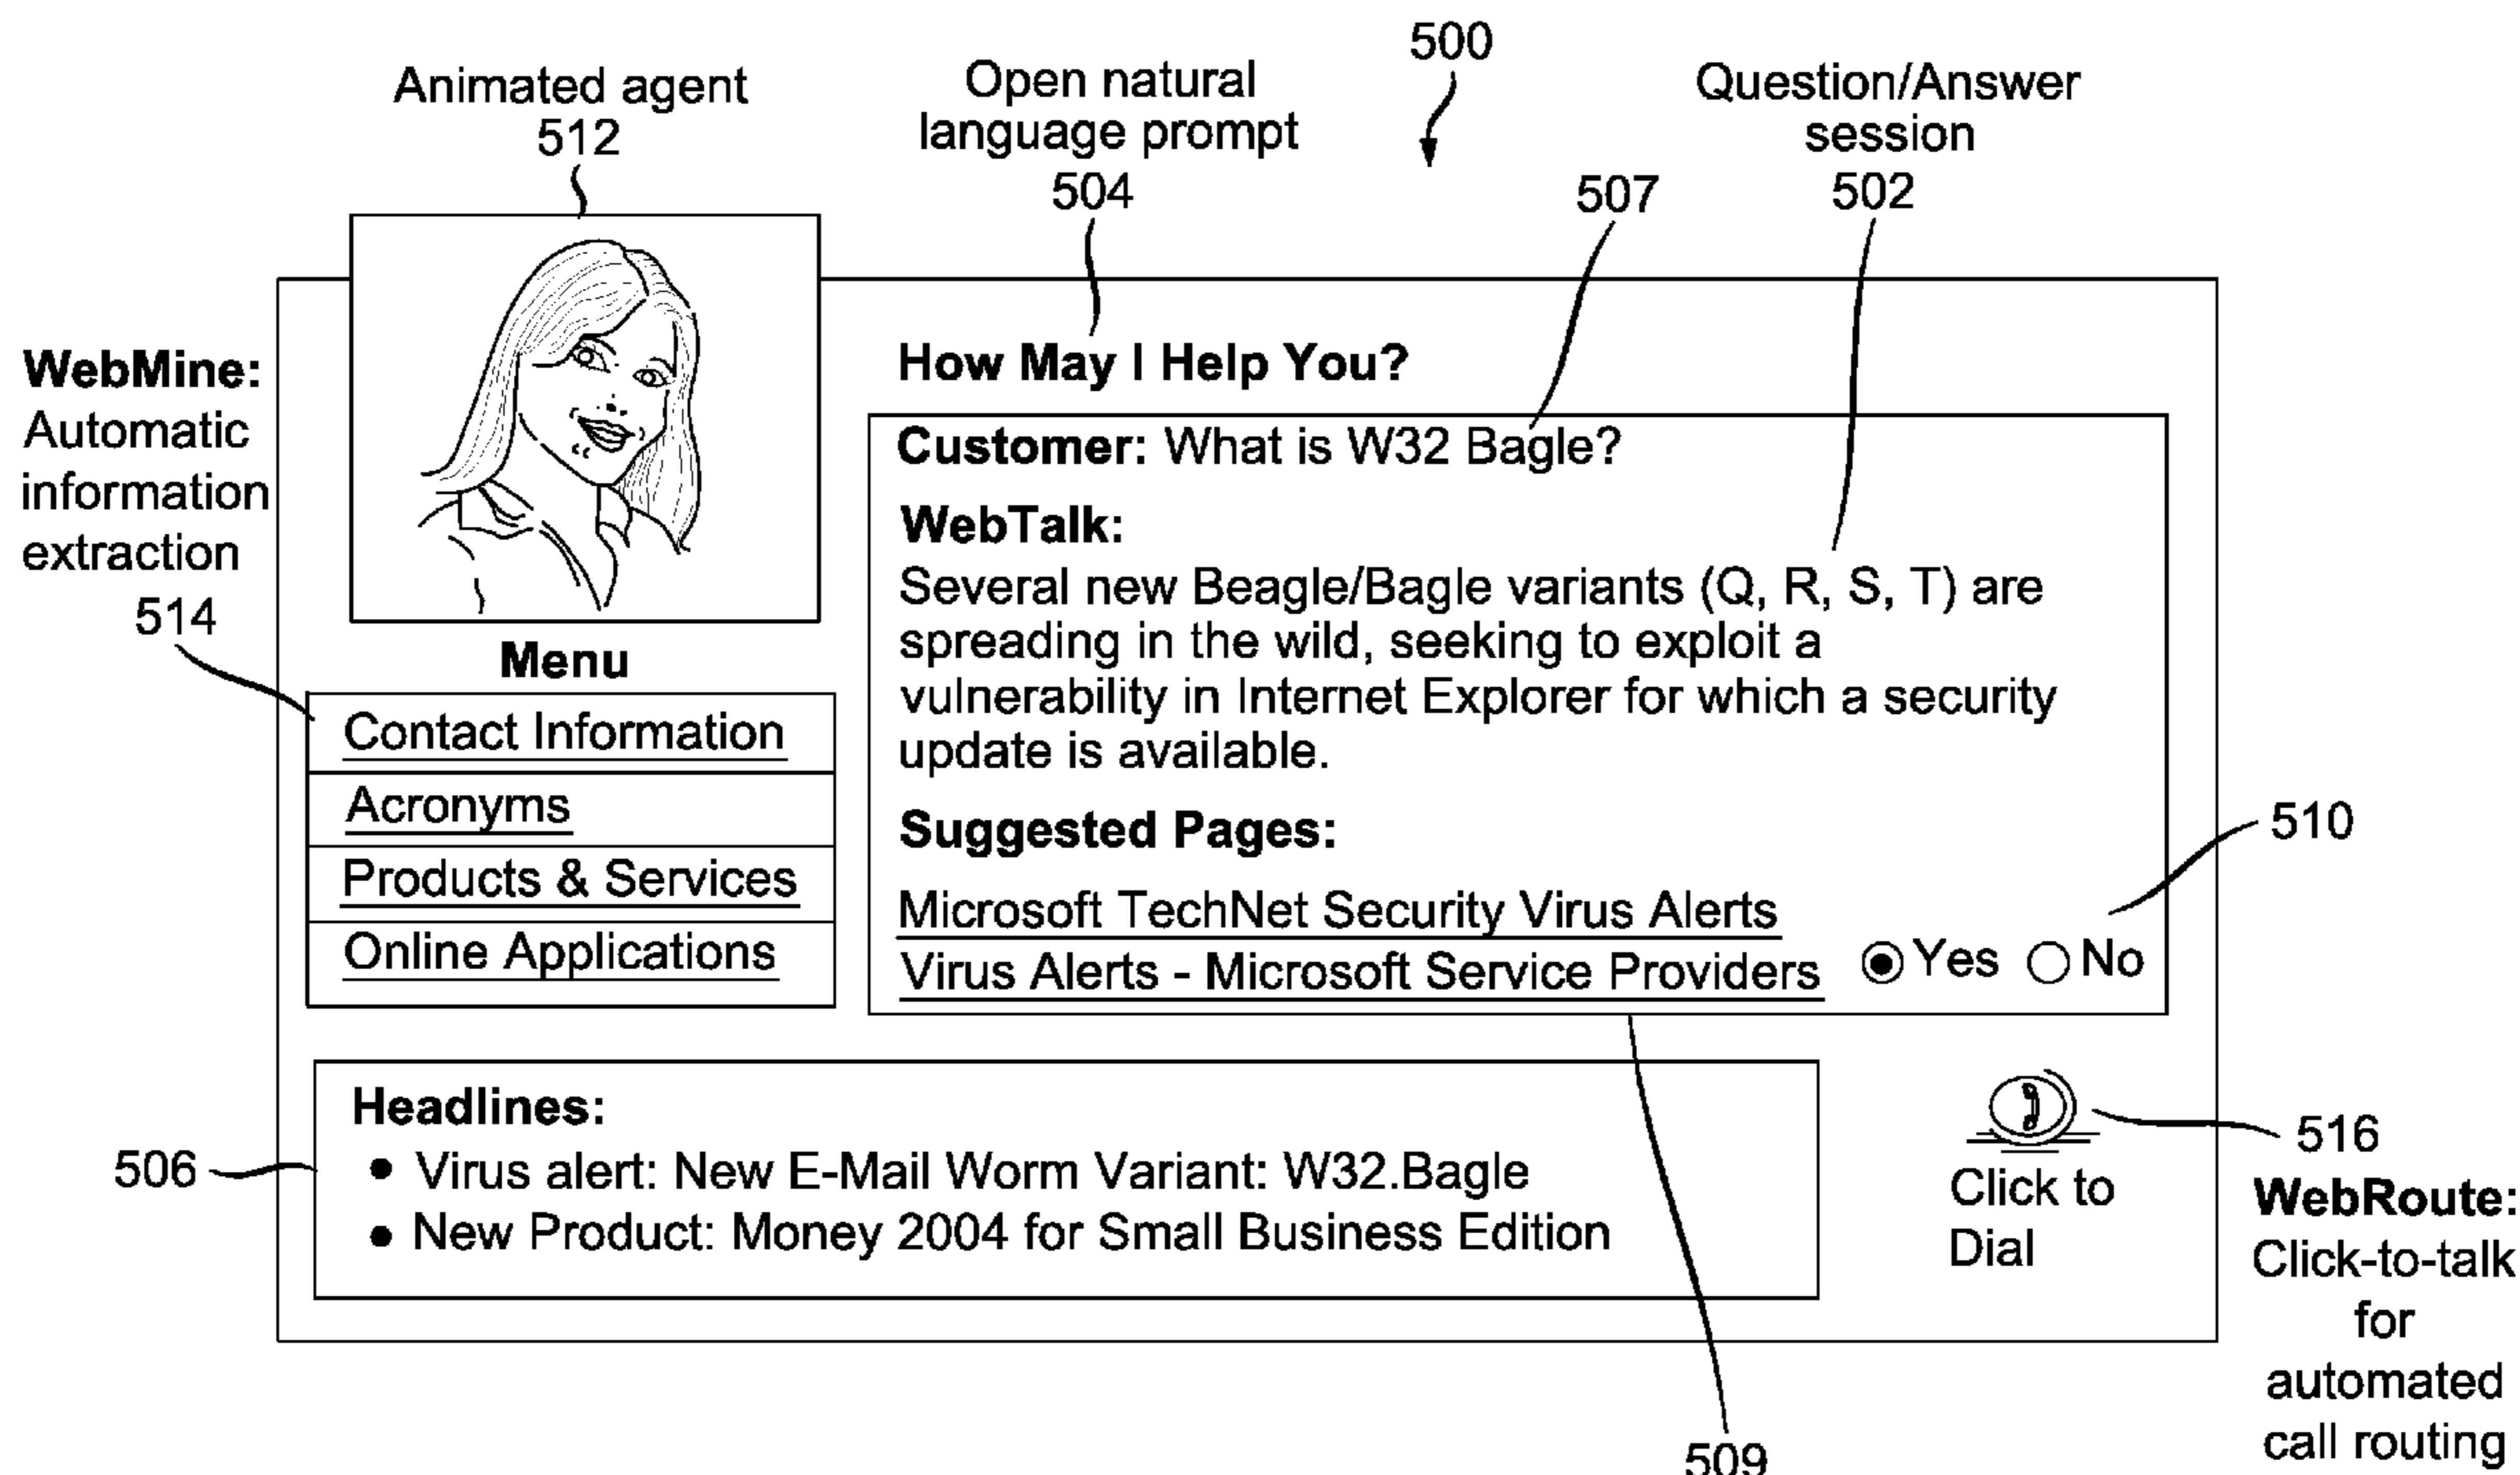 500
Animated agent
512
Open natural
language prompt
504
507
Question/Answer
session
502
WebMine:
Automatic
information
extraction
514
How May I Help You?
Customer: What is W32 Bagle?
WebTalk:
Several new Beagle/Bagle variants (Q, R, S, T) are
spreading in the wild, seeking to exploit a
vulnerability in Internet Explorer for which a security
update is available.
Suggested Pages:
Microsoft TechNet Security Virus Alerts
Virus Alerts - Microsoft Service Providers
Yes No
510
Menu
Contact Information
Acronyms
Products & Services
Online Applications
506
Headlines:
• Virus alert: New E-Mail Worm Variant: W32.Bagle
• New Product: Money 2004 for Small Business Edition
Click to
Dial
516
WebRoute:
Click-to-talk
for
automated
call routing
509